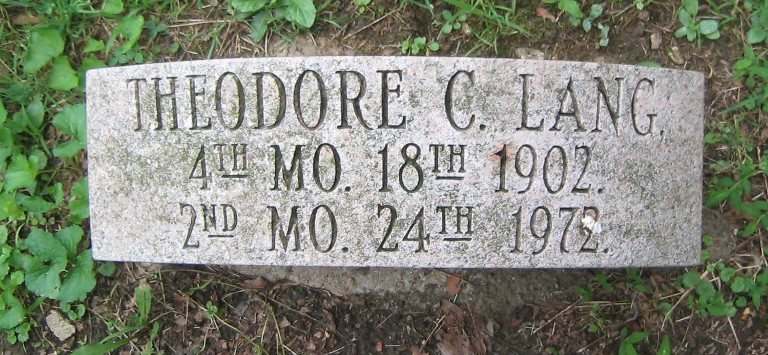 THEODORE C. LANG,
4TH MO. 18TH 1902.
2ND MO. 24TH 1972.